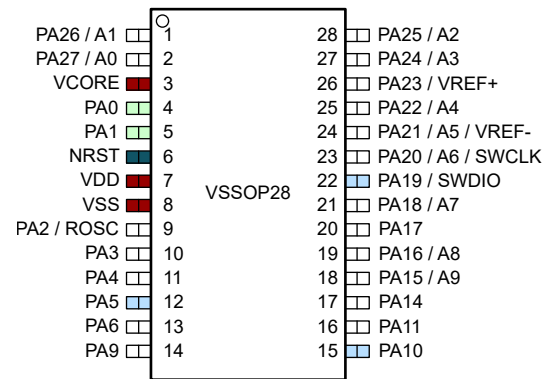 PA26 / A1 1
PA27 / A0 2
VCORE 3
PA0 4
PA1 5
NRST 6
VDD 7
VSS 8
PA2 / ROSC 9
PA3 10
PA4 11
PA5 12
PA6 13
PA9 14
VSSOP28
28 PA25 / A2
27 PA24 / A3
26 PA23 / VREF+
25 PA22 / A4
24 PA21 / A5 / VREF-
23 PA20 / A6 / SWCLK
22 PA19 / SWDIO
21 PA18 / A7
20 PA17
19 PA16 / A8
18 PA15 / A9
17 PA14
16 PA11
15 PA10